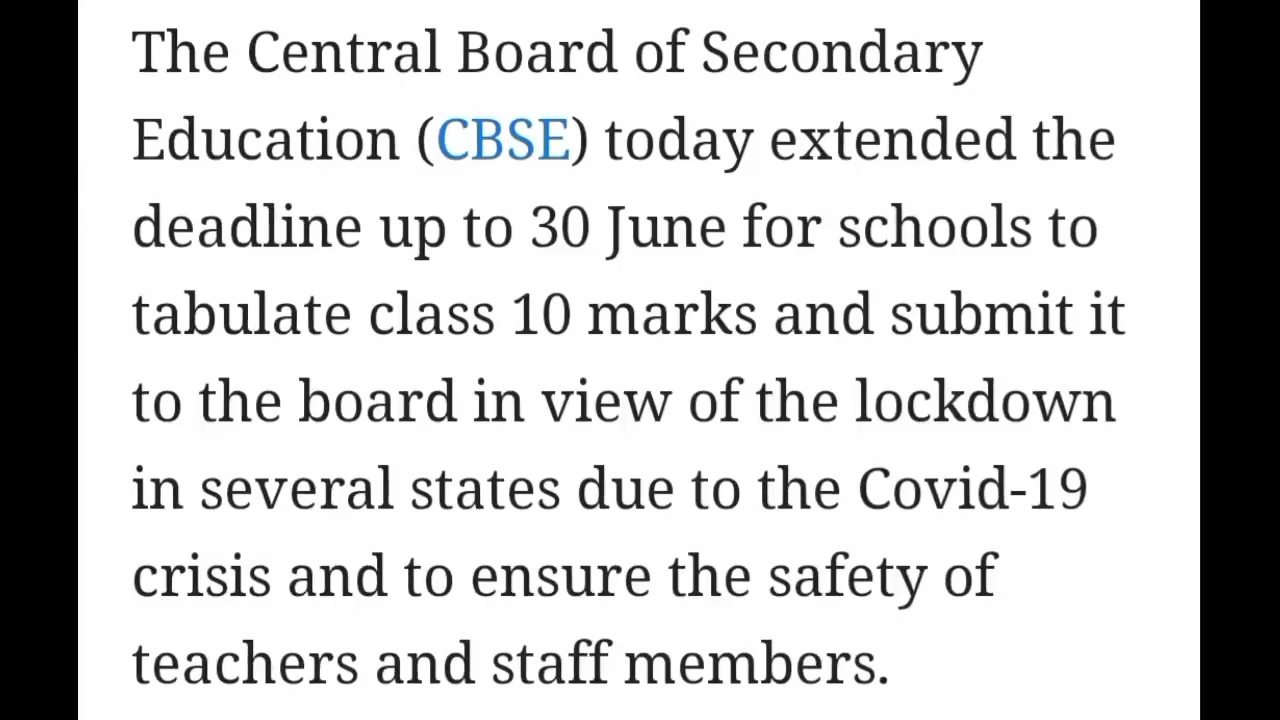 The Central Board of Secondary
Education (CBSE) today extended the
deadline up to 30 June for schools to
tabulate class 10 marks and submit it
to the board in view of the lockdown
in several states due to the Covid-19
crisis and to ensure the safety of
teachers and staff members.